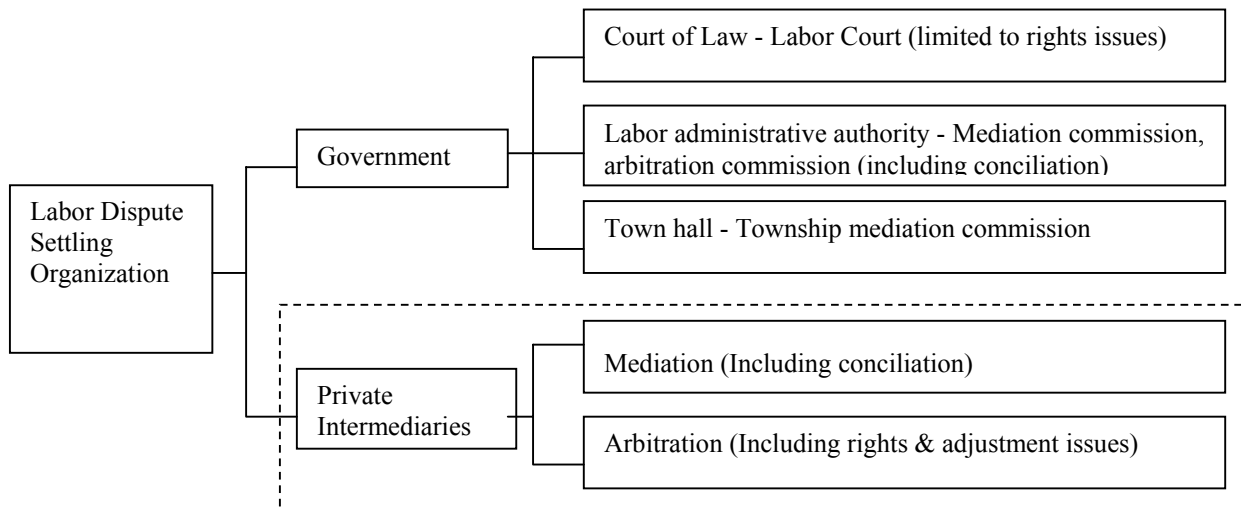 Court of Law - Labor Court (limited to rights issues)
Government
Labor administrative authority - Mediation commission,
arbitration commission (including conciliation)
Labor Dispute
Settling
Organization
Town hall - Township mediation commission
Private
Intermediaries
Mediation (Including conciliation)
Arbitration (Including rights & adjustment issues)